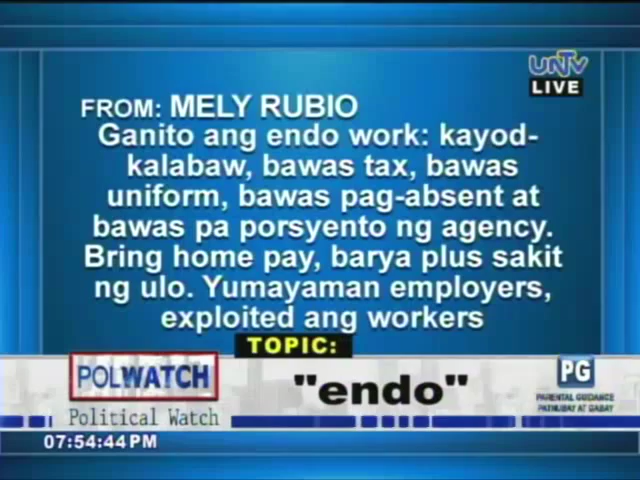 UNTV
LIVE
FROM: MELY RUBIO
Ganito ang endo work: kayod-
kalabaw, bawas tax, bawas
uniform, bawas pag-absent at
bawas pa porsyento ng agency.
Bring home pay, barya plus sakit
ng ulo. Yumayaman employers,
exploited ang workers
TOPIC:
POLWATCH
Political Watch
"endo"
PG
PARENTAL GUIDANCE
PATNUBAY AT GABAY
07:54:44 PM